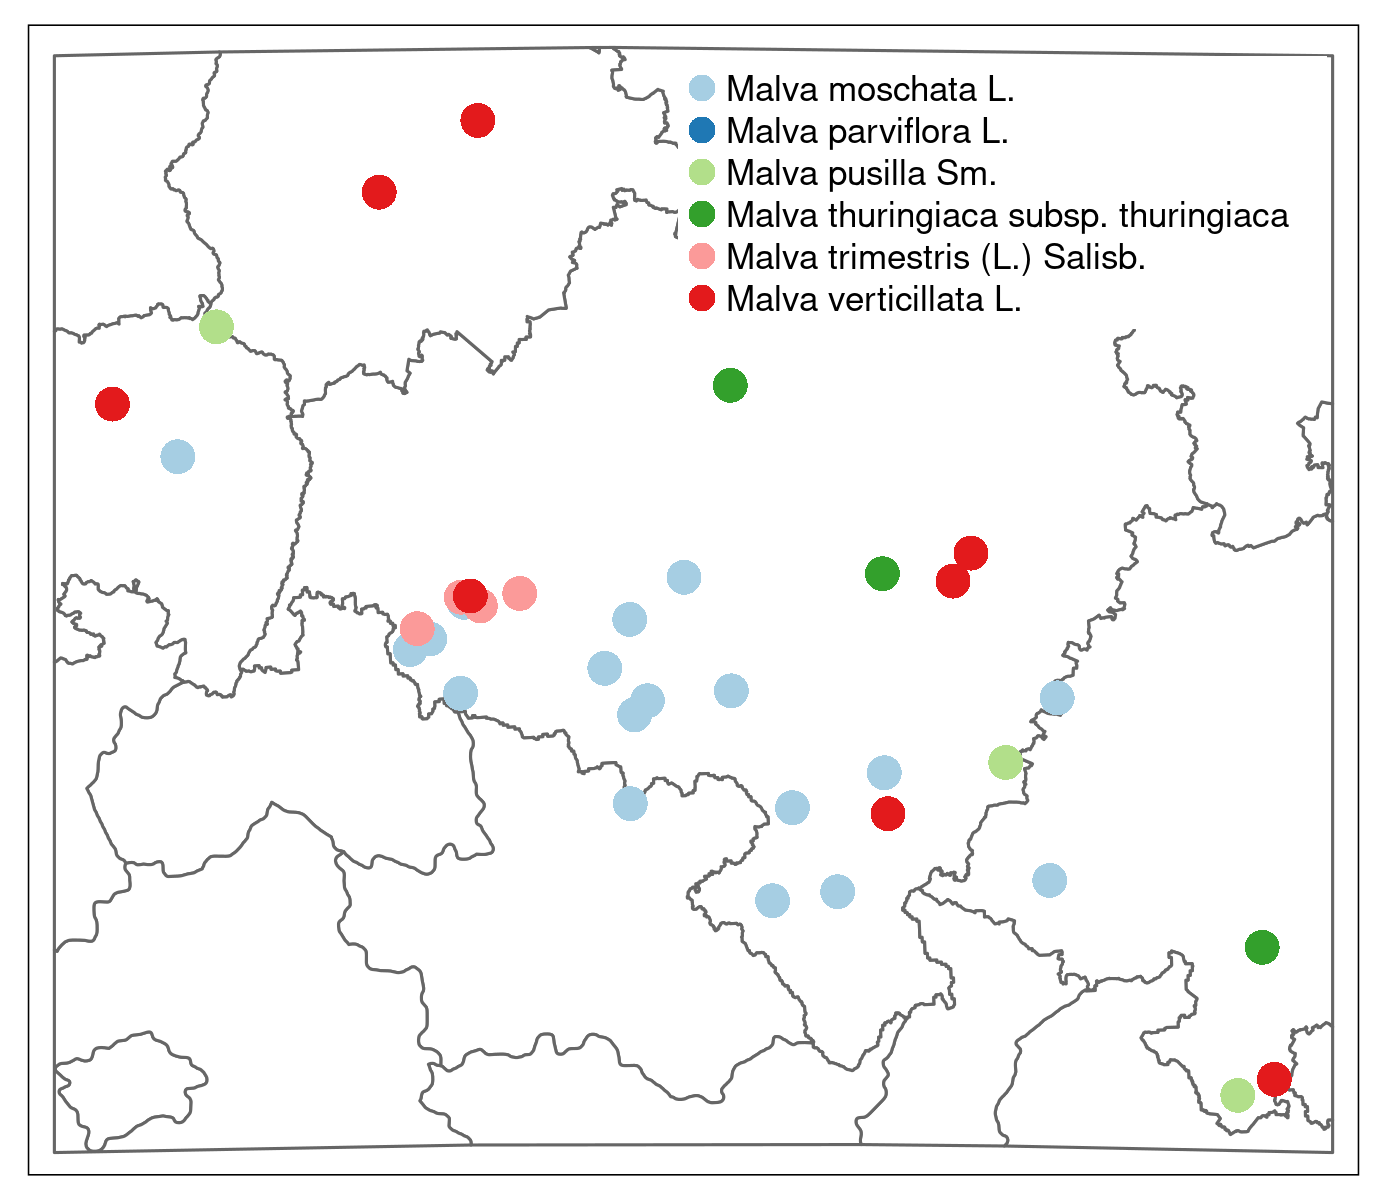 Malva moschata L.
Malva parviflora L.
Malva pusilla Sm.
Malva thuringiaca subsp. thuringiaca
Malva trimestris (L.) Salisb.
Malva verticillata L.